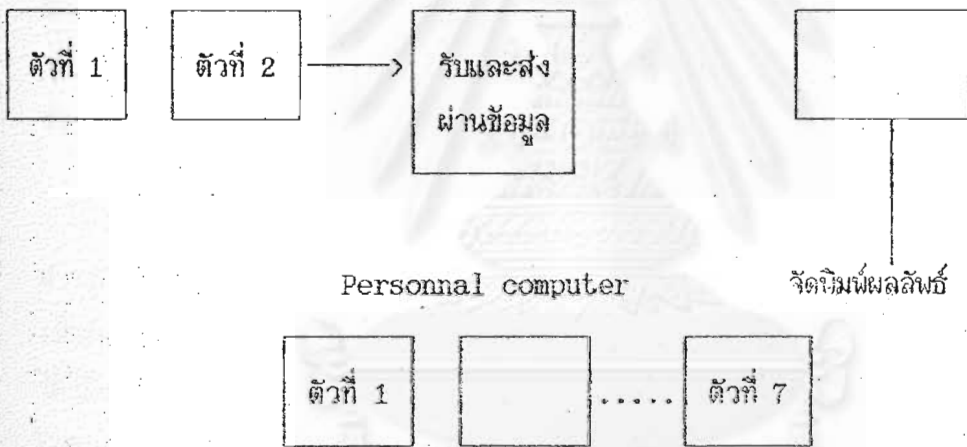 ตัวที่ 1 ตัวที่ 2 รับและส่ง
ผ่านข้อมูล
Personnal computer จัดพิมพ์ผลลัพธ์
ตัวที่ 1 ..... ตัวที่ 7